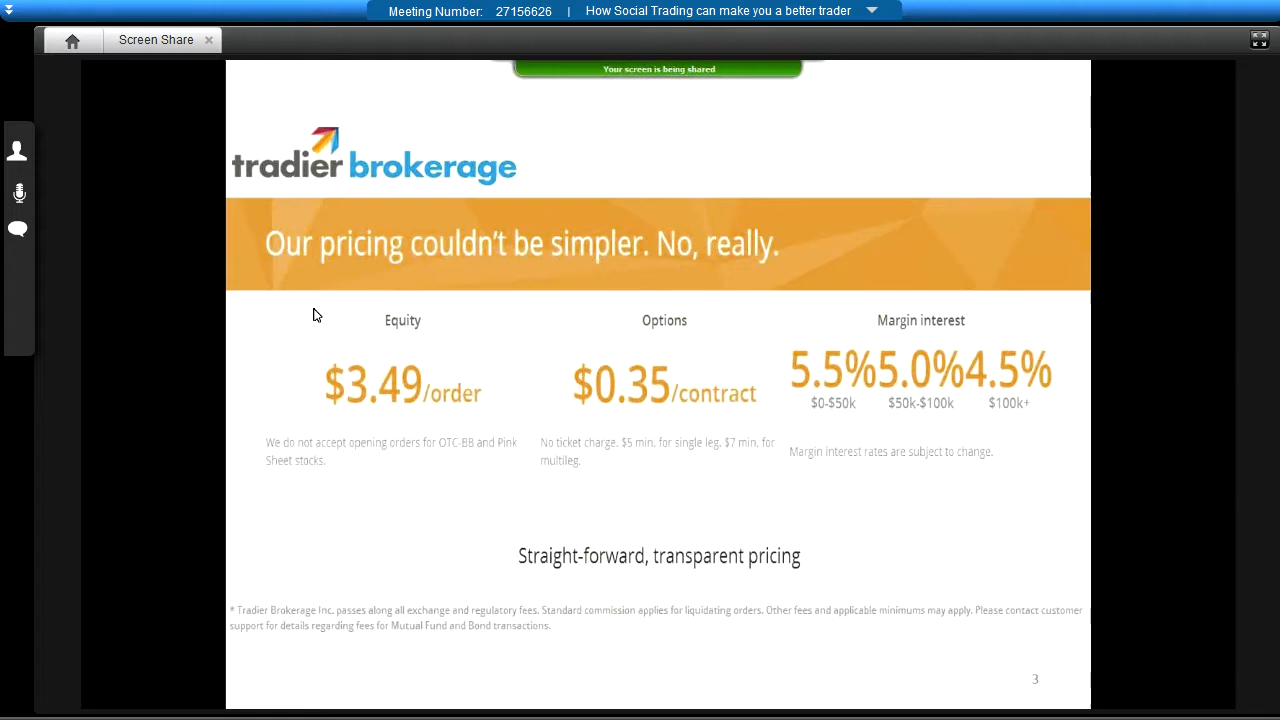 Meeting Number: 27156626 | How Social Trading can make you a better trader
Screen Share
Your screen is being shared
tradier brokerage
Our pricing couldn't be simpler. No, really.
Equity
$3.49/order
We do not accept opening orders for OTC-BB and Pink
Sheet stocks.
Options
$0.35/contract
No ticket charge. $5 min. for single leg. $7 min, for
multileg.
Margin interest
5.5% 5.0% 4.5%
$0-$50k $50k-$100k $100k+
Margin interest rates are subject to change.
Straight-forward, transparent pricing
* Tradier Brokerage Inc. passes along all exchange and regulatory fees. Standard commission applies for liquidating orders. Other fees and applicable minimums may apply. Please contact customer
support for details regarding fees for Mutual Fund and Bond transactions.
3